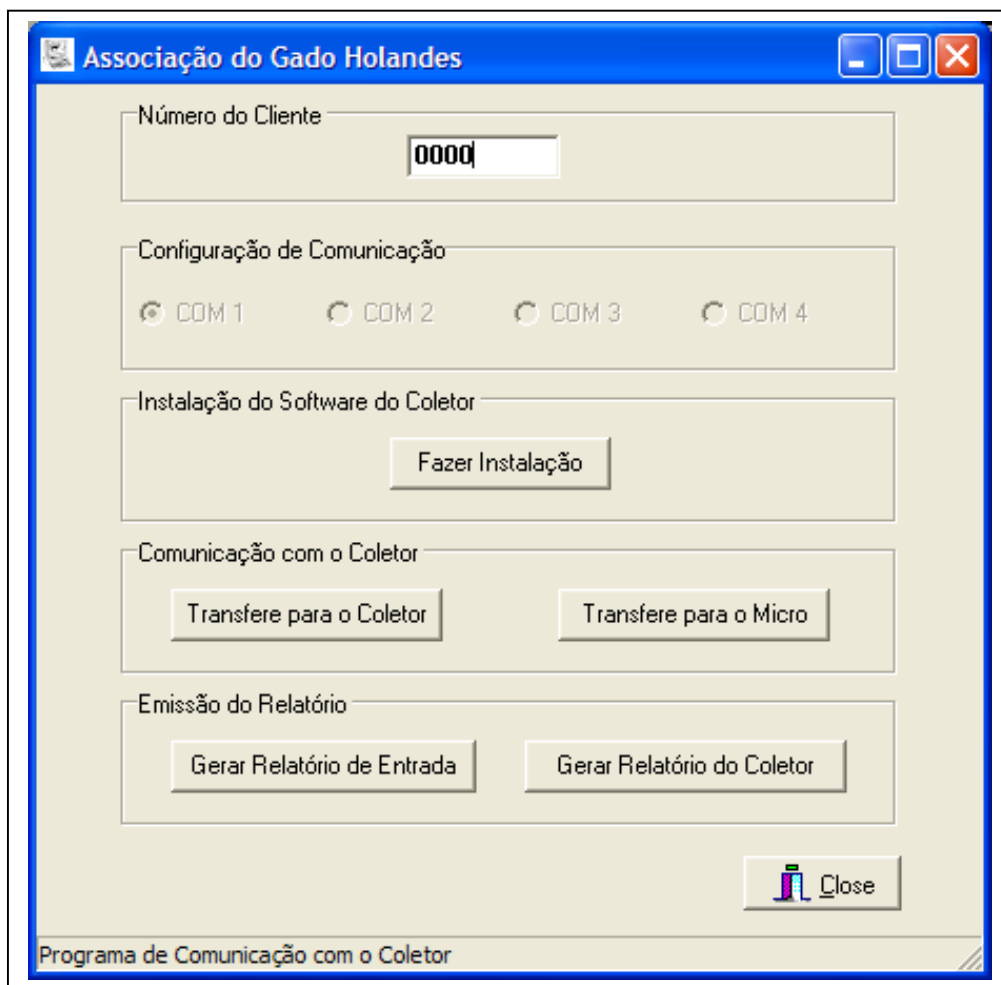 Associação do Gado Holandes
Número do Cliente
0000
Configuração de Comunicação
COM 1 COM 2 COM 3 COM 4
Instalação do Software do Coletor
Fazer Instalação
Comunicação com o Coletor
Transfere para o Coletor Transfere para o Micro
Emissão do Relatório
Gerar Relatório de Entrada Gerar Relatório do Coletor
Close
Programa de Comunicação com o Coletor